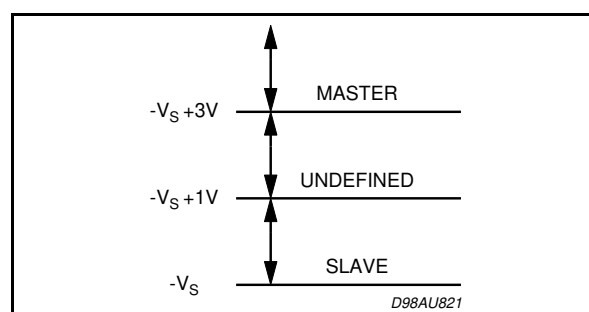 MASTER
-VS +3V
UNDEFINED
-VS +1V
SLAVE
-VS
D98AU821